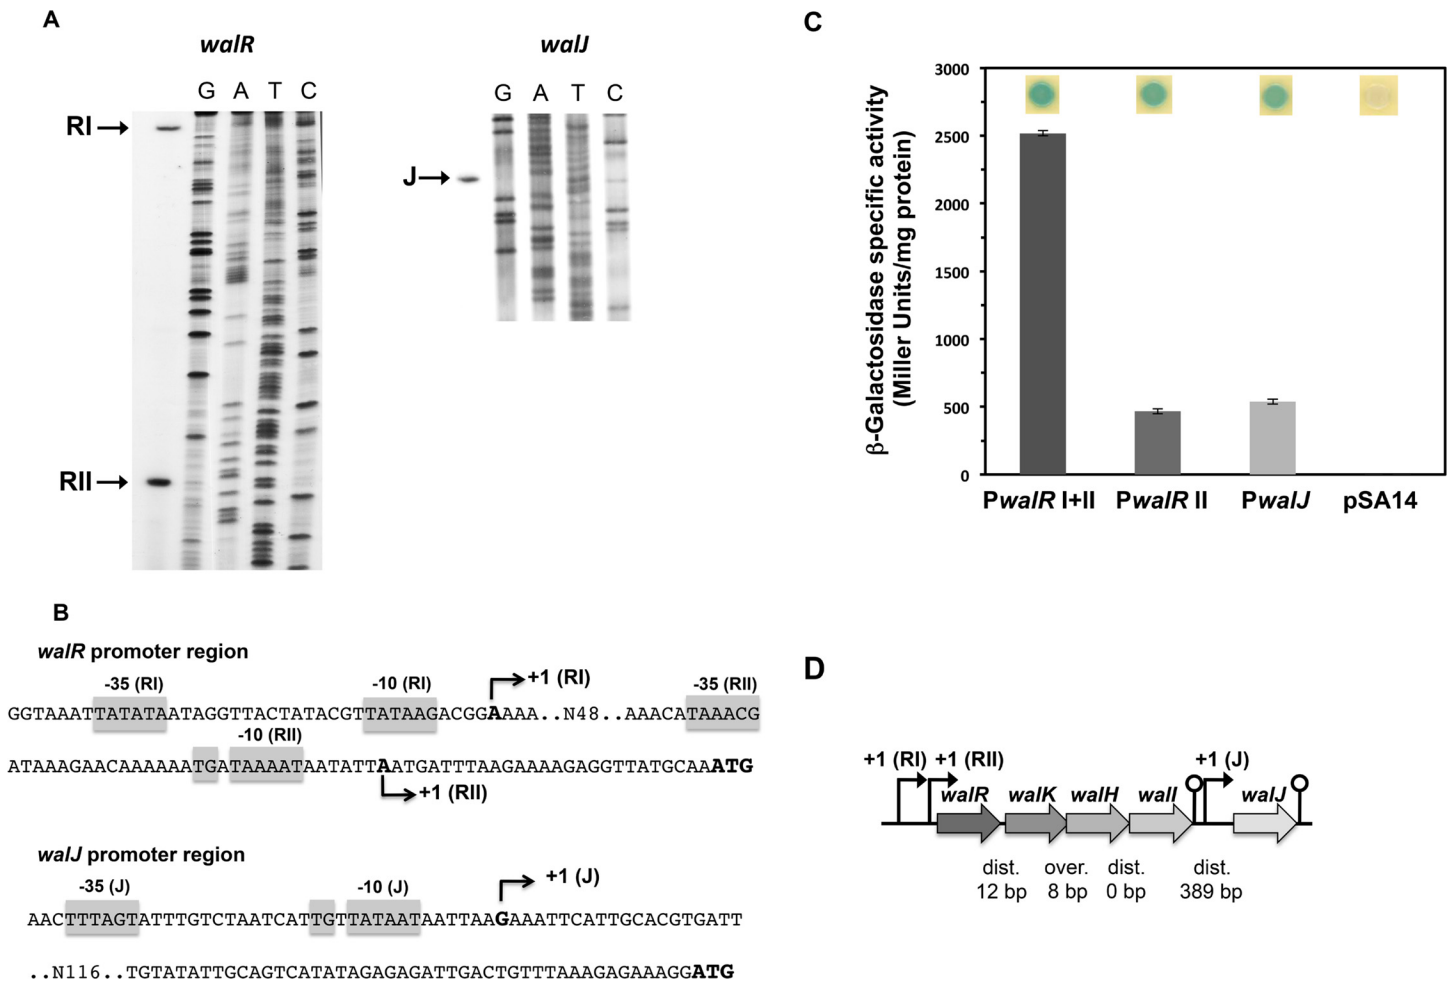 A
walR
walJ
G A T C
G A T C
RI
J
RII
B
walR promoter region
-35 (RI)
-10 (RI)
+1 (RI)
-35 (RII)
GGTAAATTATATAATAGGTTACTATACGTTATAAGACGGAAAAA..N48..AAACATAAACG
-10 (RII)
ATAAAGAACAAAAAATGATAAAATAATATTAATGATTTAAGAAAAGAGGTTATGCAAATG
+1 (RII)
walJ promoter region
-35 (J)
-10 (J)
+1 (J)
AACTTTAGTATTTGTCTAATCATTGTTATAATAATTAAGAAATTCATTGCACGTGATT
..N116..TGTATATTGCAGTCATATAGAGAGATTGACTGTTTAAAGAGAAAGGATG
C
β-Galactosidase specific activity
(Miller Units/mg protein)
3000
2500
2000
1500
1000
500
0
PwalR I+II
PwalR II
PwalJ
pSA14
D
+1 (RI)
+1 (RII)
+1 (J)
walR
walK
walH
walI
walJ
dist.
over.
dist.
dist.
12 bp
8 bp
0 bp
389 bp